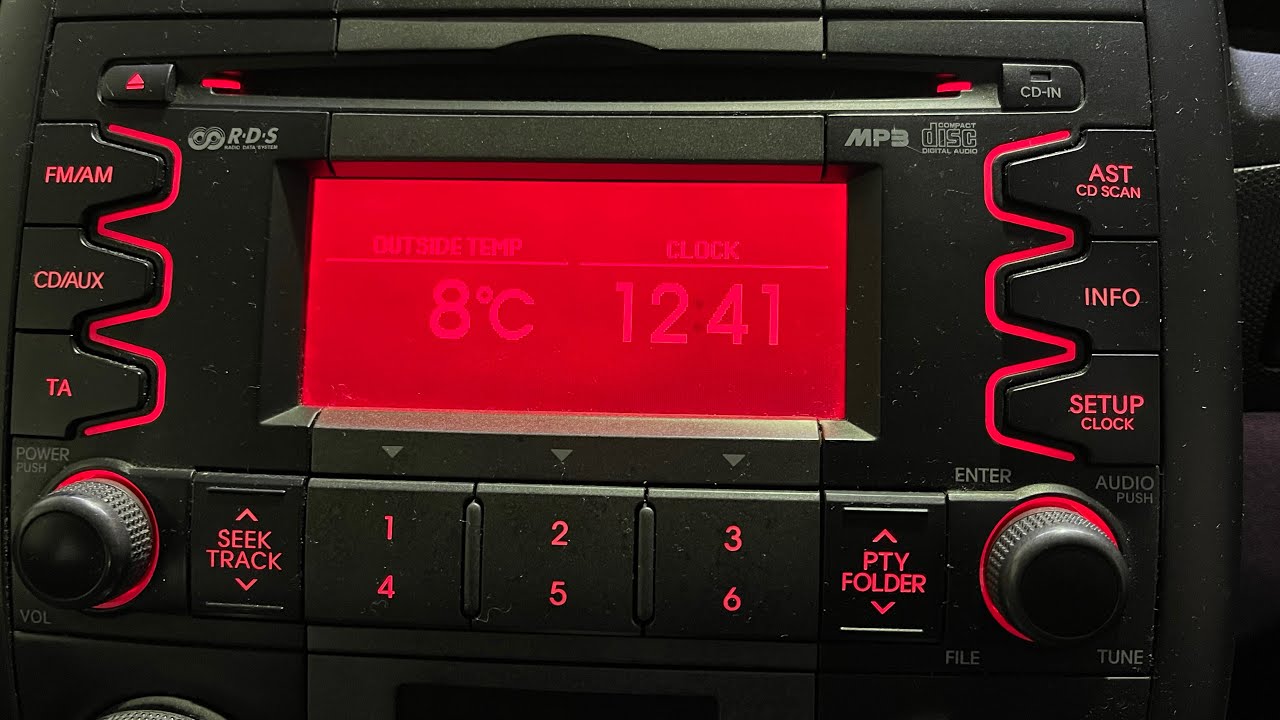 CD-IN
R·D·S
RADIO DATA SYSTEM
MP3
COMPACT
disc
DIGITAL AUDIO
FM/AM
AST
CD SCAN
OUTSIDE TEMP
CLOCK
CD/AUX
8°C
12:41
INFO
TA
SETUP
CLOCK
POWER
PUSH
ENTER
AUDIO
PUSH
SEEK
TRACK
1
2
3
4
5
6
PTY
FOLDER
VOL
FILE
TUNE